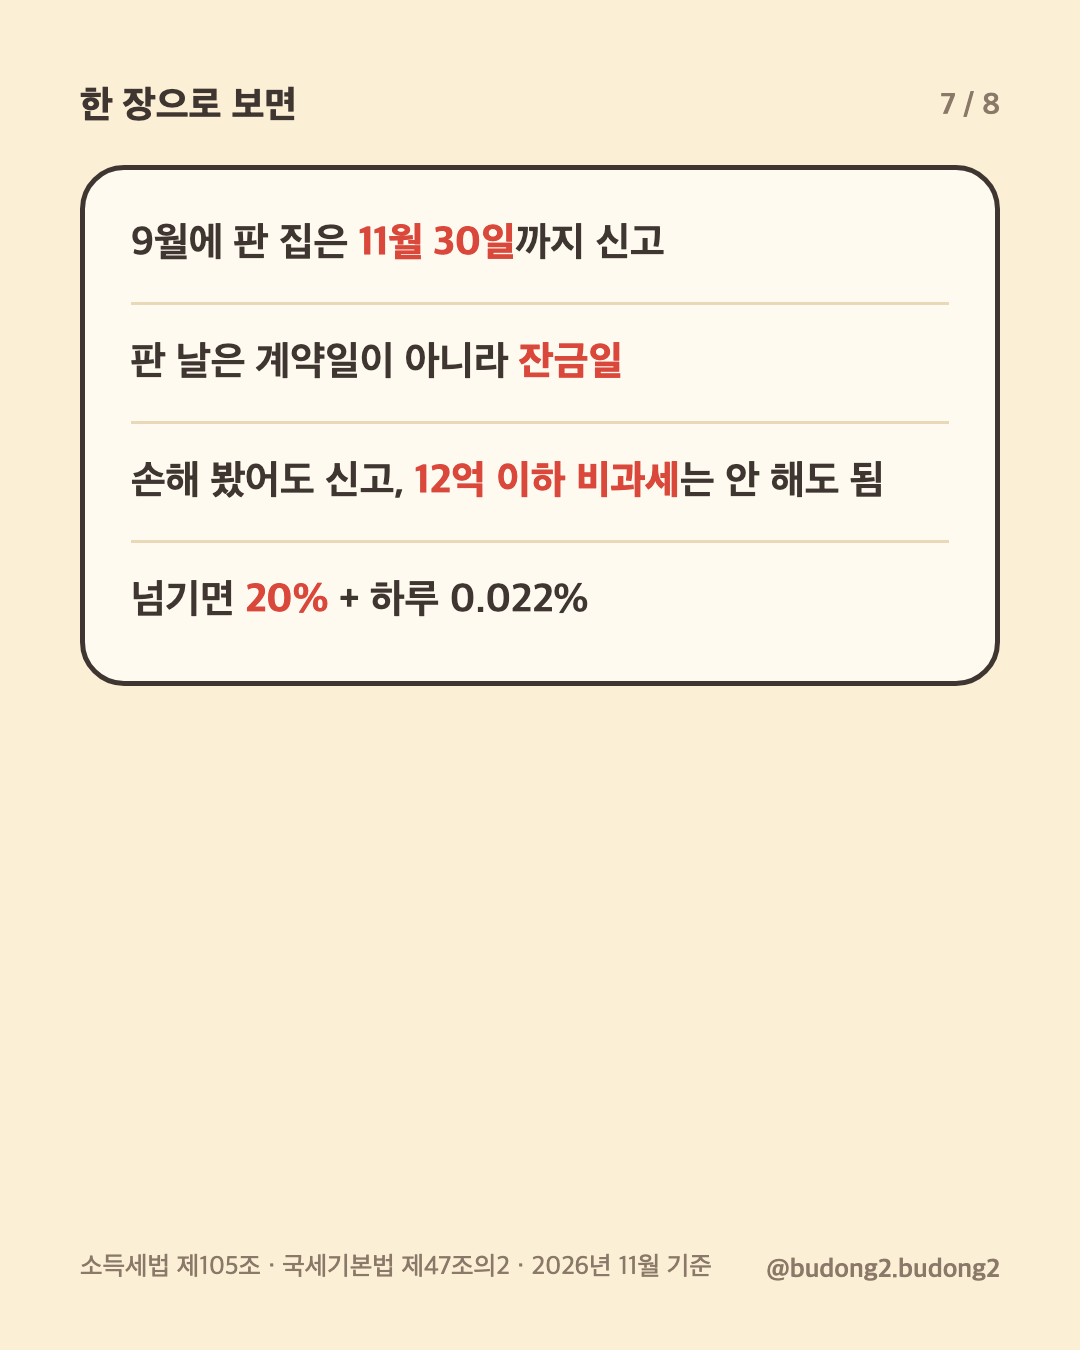 한 장으로 보면
7 / 8
9월에 판 집은 11월 30일까지 신고
판 날은 계약일이 아니라 잔금일
손해 봤어도 신고, 12억 이하 비과세는 안 해도 됨
넘기면 20% + 하루 0.022%
소득세법 제105조 · 국세기본법 제47조의2 · 2026년 11월 기준
@budong2.budong2